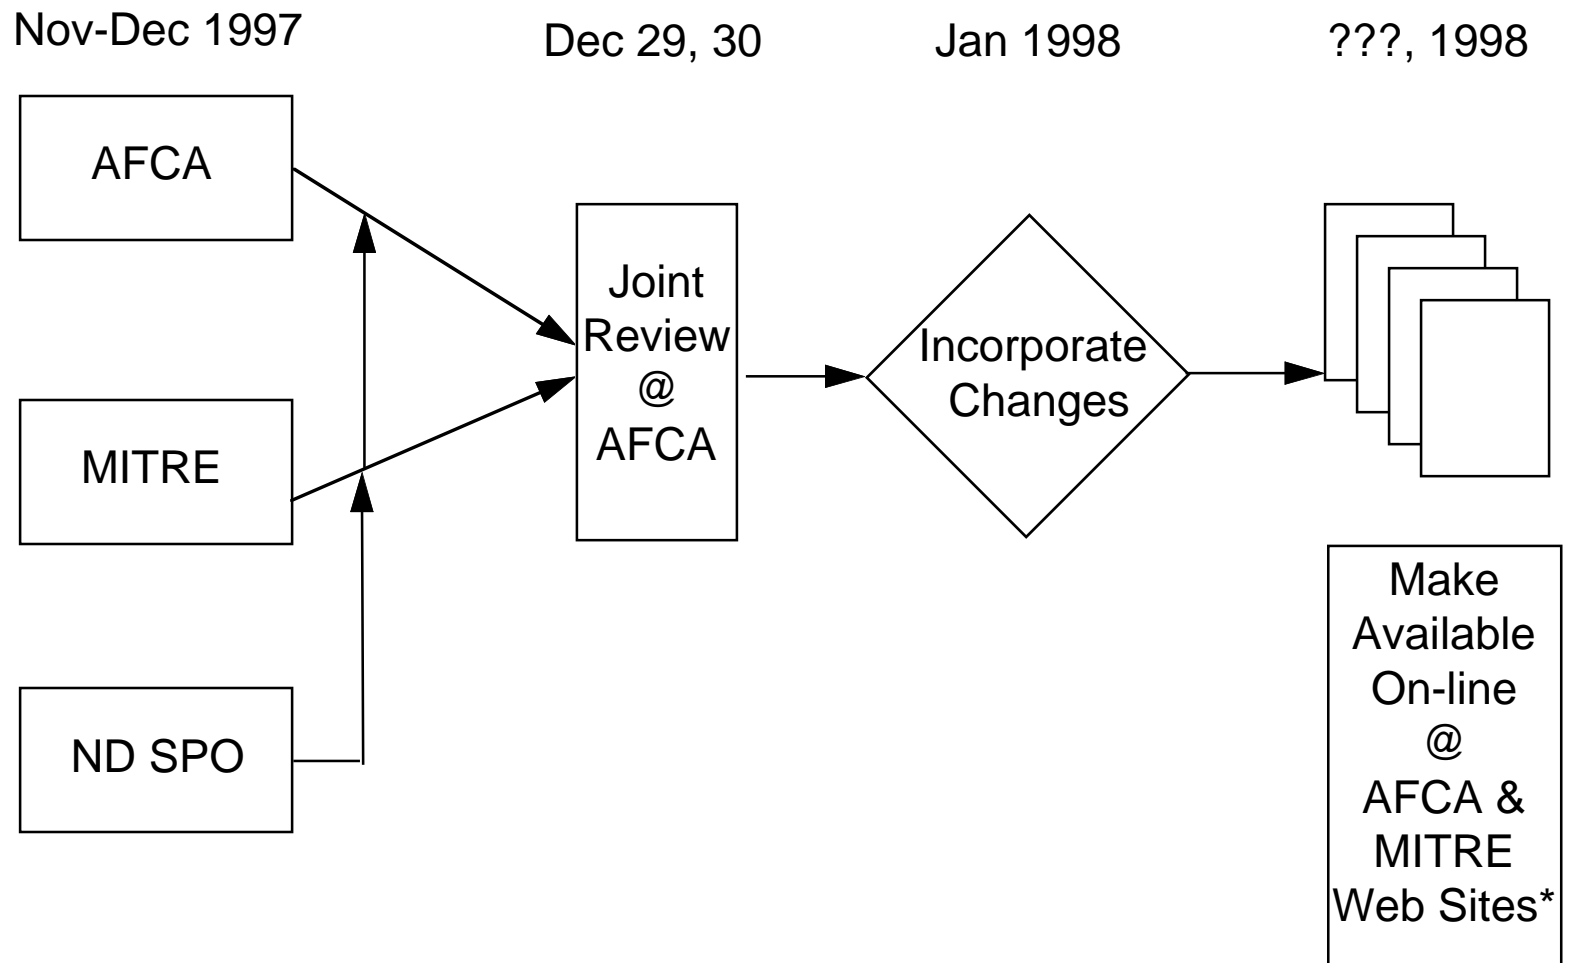 Nov-Dec 1997
Dec 29, 30
Jan 1998
???, 1998
AFCA
MITRE
ND SPO
Joint
Review
@
AFCA
Incorporate
Changes
Make
Available
On-line
@
AFCA &
MITRE
Web Sites*